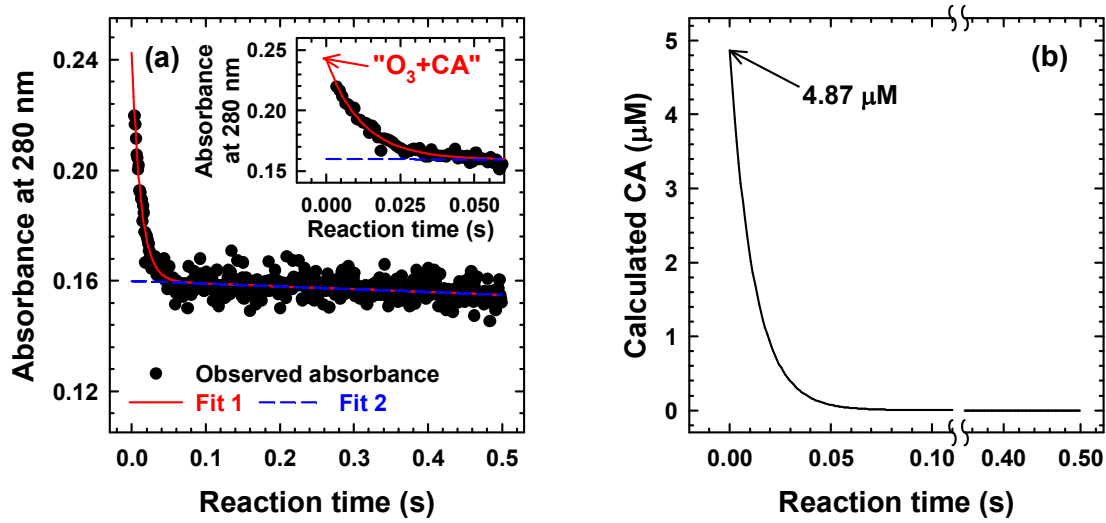 (a)
"O3+CA"
Absorbance
at 280 nm
0.25
0.20
0.16
0.000 0.025 0.050
Reaction time (s)
Absorbance at 280 nm
0.24
0.20
0.16
0.12
Observed absorbance
Fit 1 Fit 2
0.0 0.1 0.2 0.3 0.4 0.5
Reaction time (s)
(b)
4.87 μM
Calculated CA (μM)
5
4
3
2
1
0
0.00 0.05 0.10 0.40 0.50
Reaction time (s)